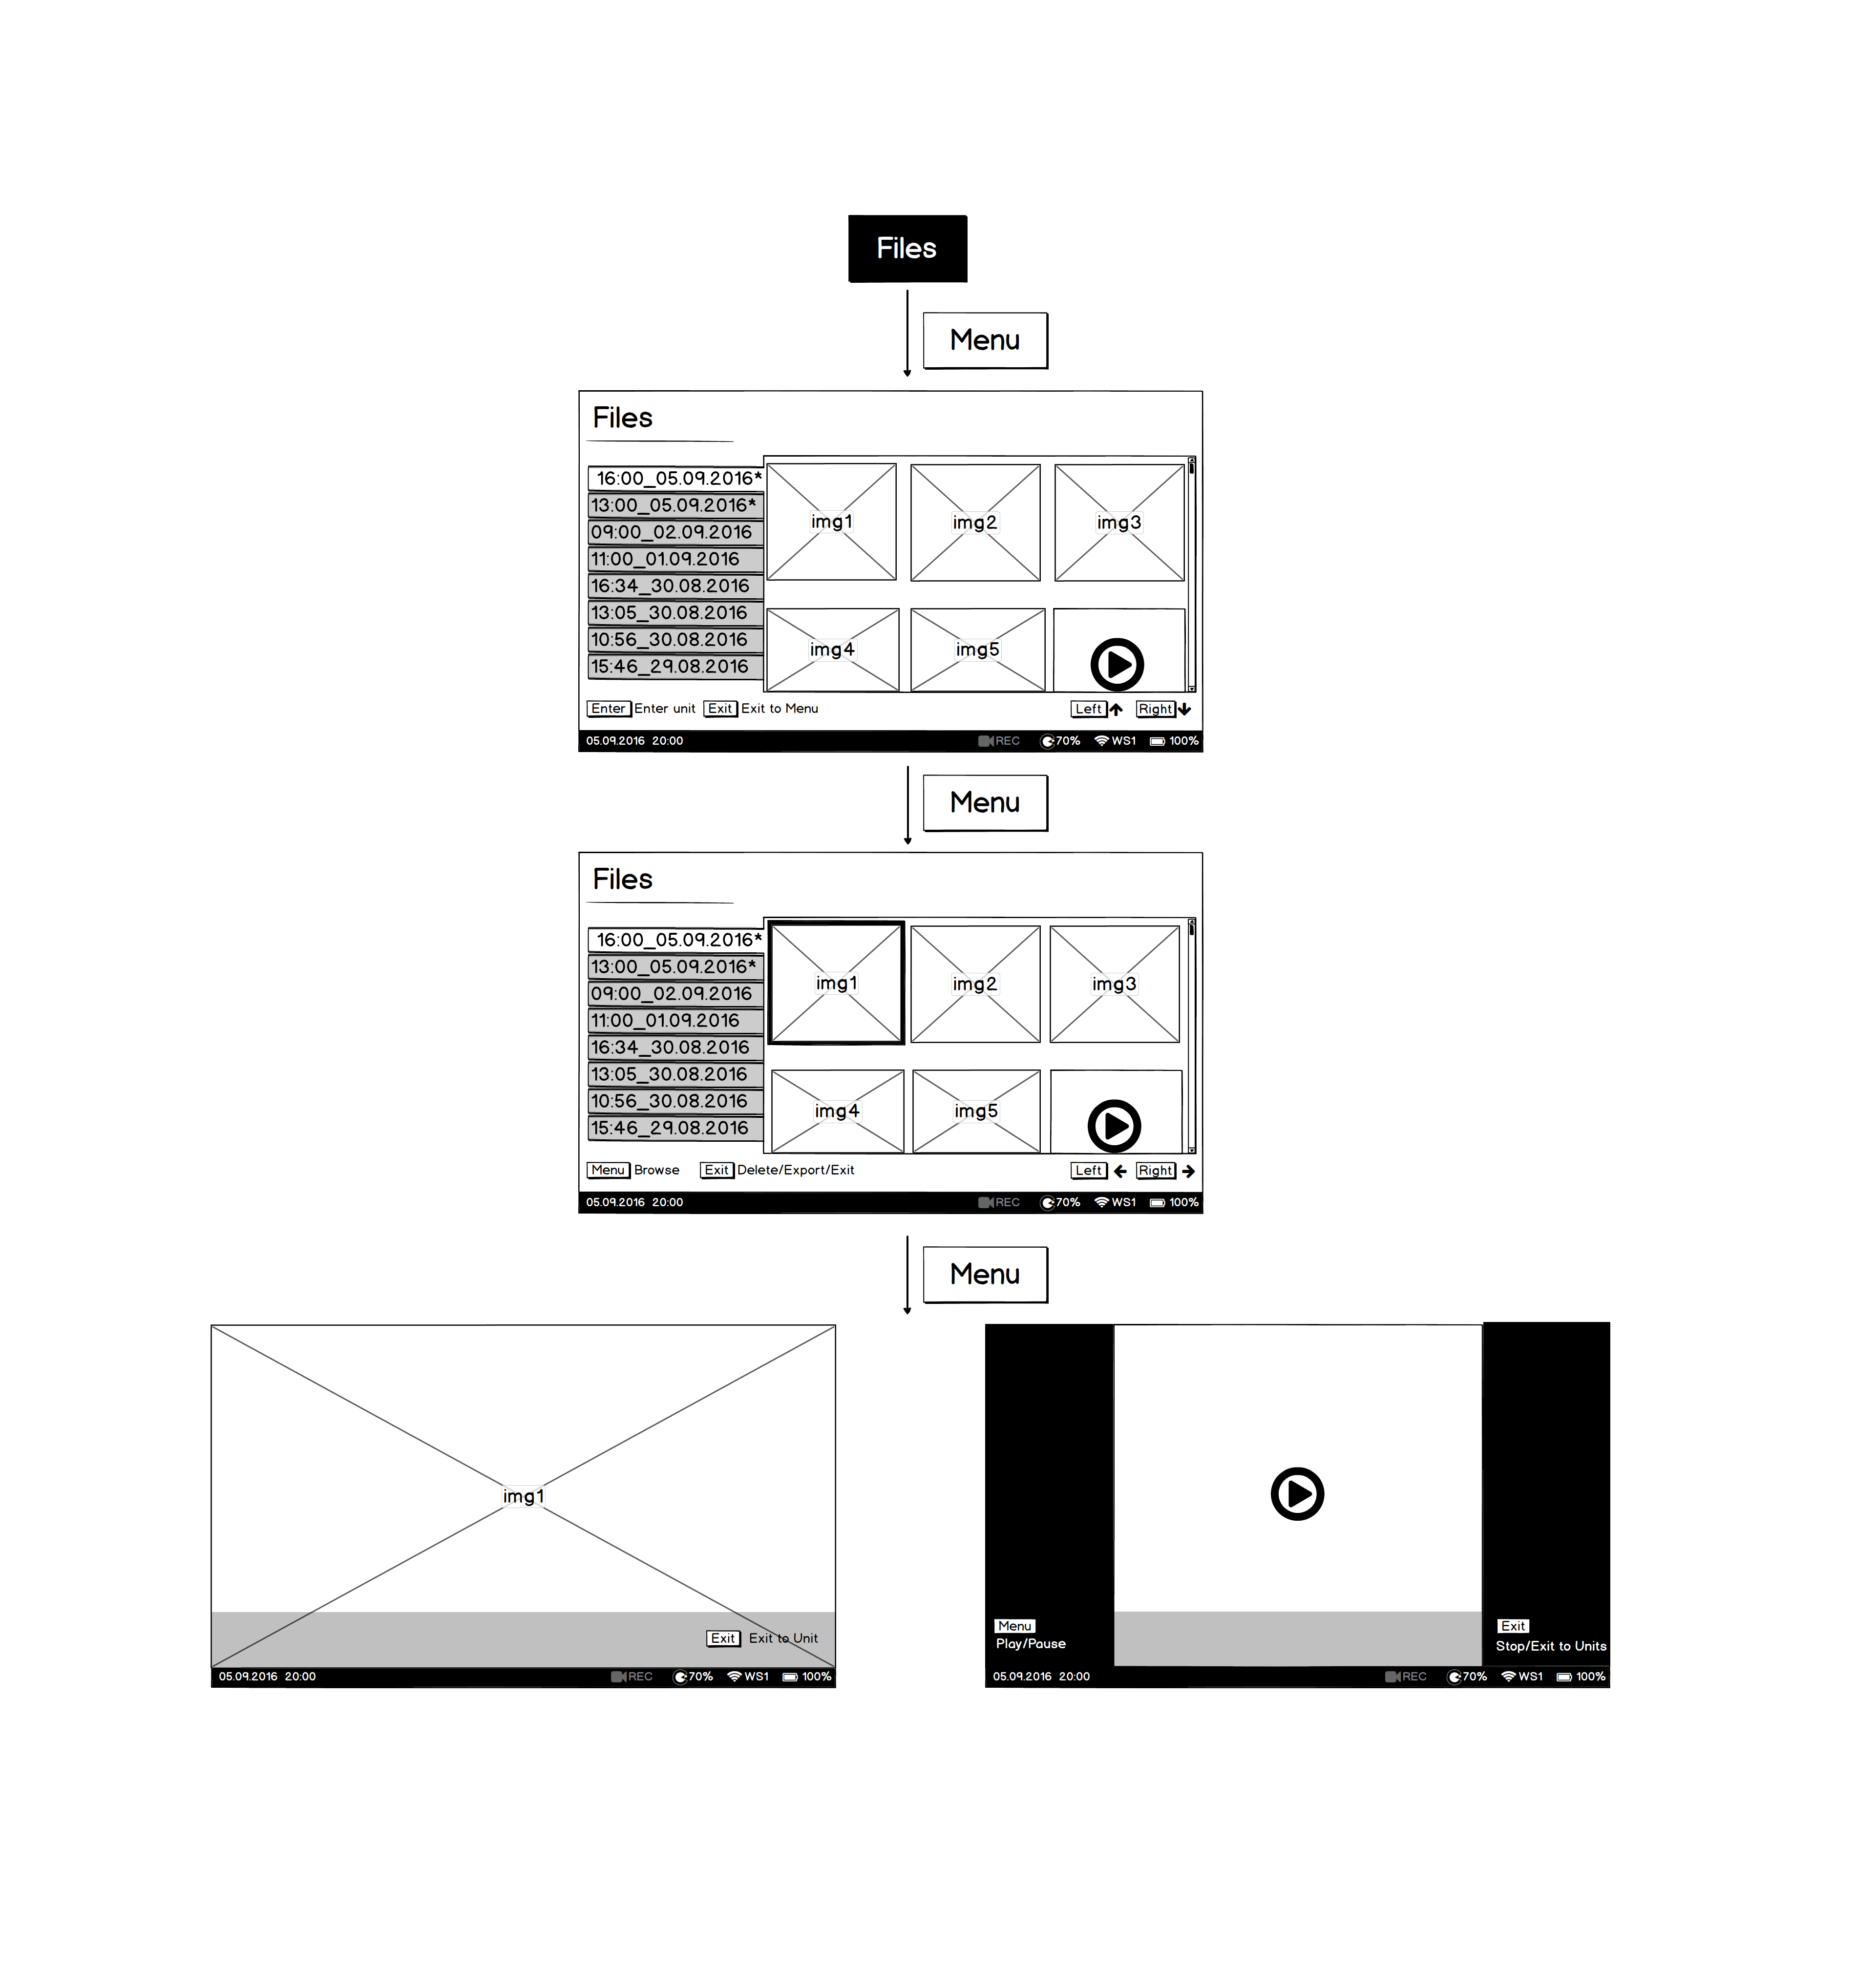 Files
Menu
Files
16:00_05.09.2016*
13:00_05.09.2016*
09:00_02.09.2016
11:00_01.09.2016
16:34_30.08.2016
13:05_30.08.2016
10:56_30.08.2016
15:46_29.08.2016
img1 img2 img3
img4 img5
Enter Enter unit Exit Exit to Menu Left Right
05.09.2016 20:00 REC 70% WS1 100%
Menu
Files
16:00_05.09.2016*
13:00_05.09.2016*
09:00_02.09.2016
11:00_01.09.2016
16:34_30.08.2016
13:05_30.08.2016
10:56_30.08.2016
15:46_29.08.2016
img1 img2 img3
img4 img5
Menu Browse Exit Delete/Export/Exit Left Right
05.09.2016 20:00 REC 70% WS1 100%
Menu
img1
Exit Exit to Unit
05.09.2016 20:00 REC 70% WS1 100%
Menu
Play/Pause
Exit
Stop/Exit to Units
05.09.2016 20:00 REC 70% WS1 100%